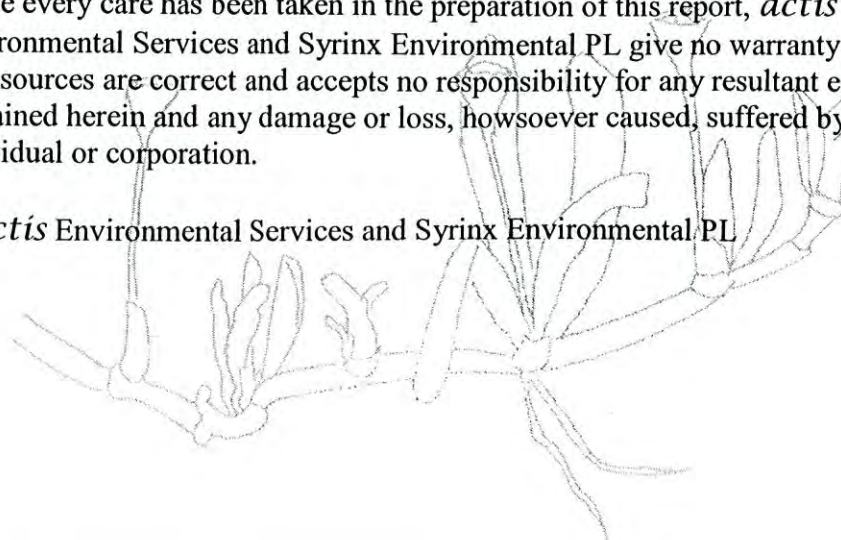 e every care has been taken in the preparation of this report, actis
ronmental Services and Syrinx Environmental PL give no warranty
sources are correct and accepts no responsibility for any resultant e
ined herein and any damage or loss, howsoever caused, suffered by
idual or corporation.
ctis Environmental Services and Syrinx Environmental PL